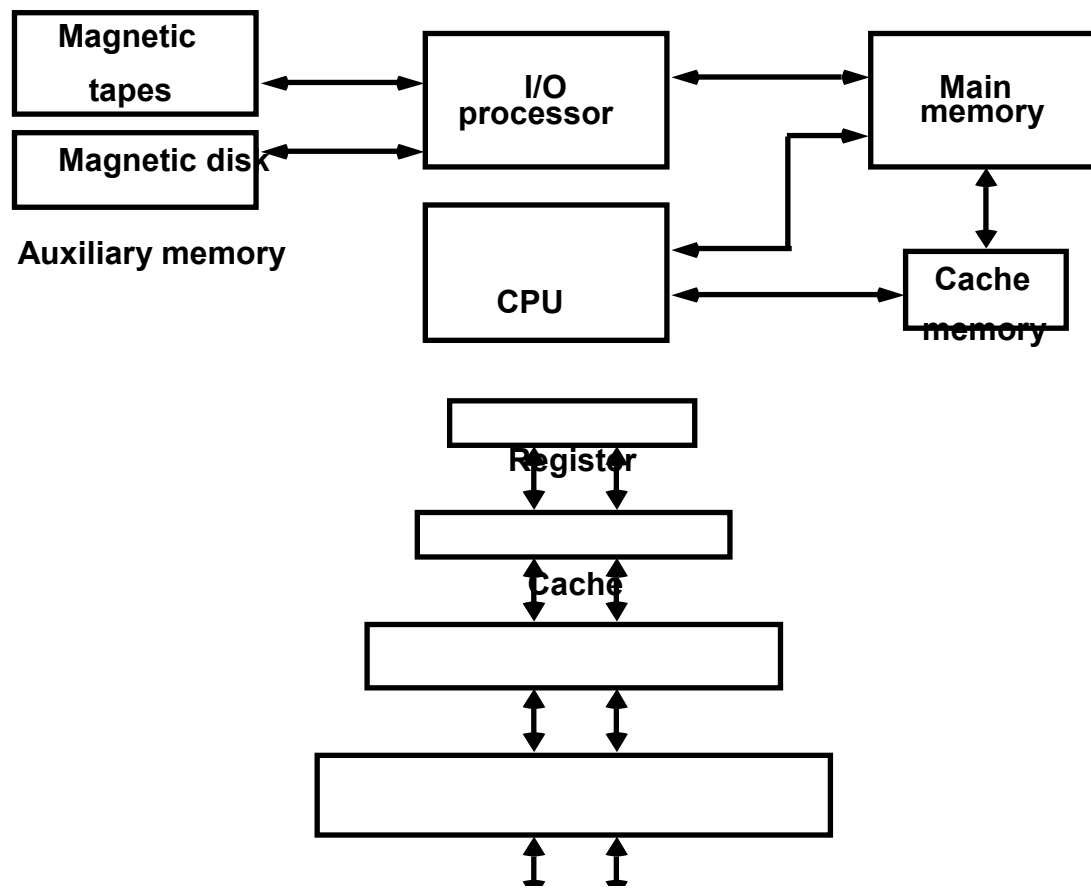 Magnetic
tapes
Magnetic disk
Auxiliary memory
I/O
processor
CPU
Main
memory
Cache
memory
Register
Cache